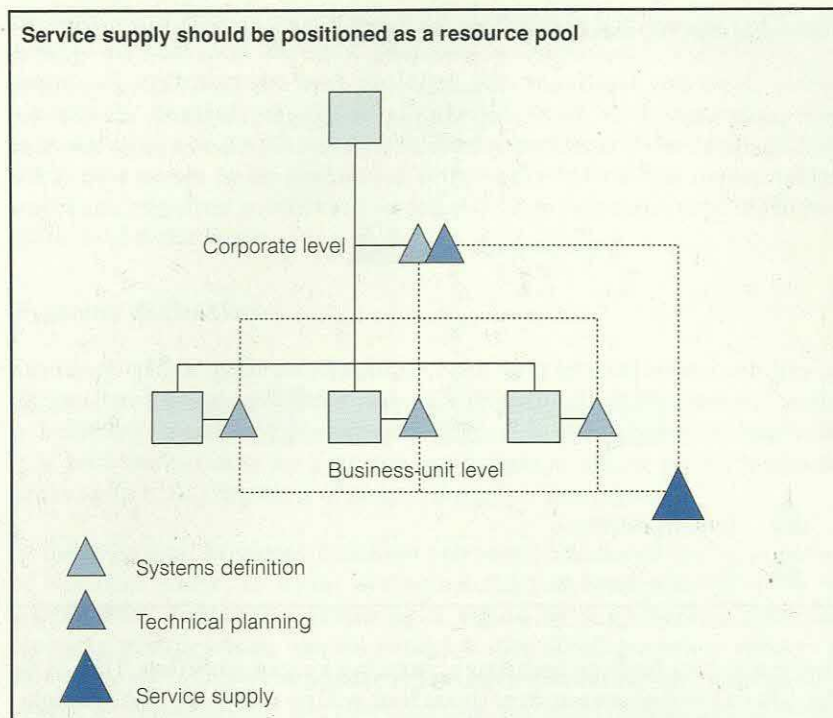 Service supply should be positioned as a resource pool
Corporate level
Business-unit level
Systems definition
Technical planning
Service supply